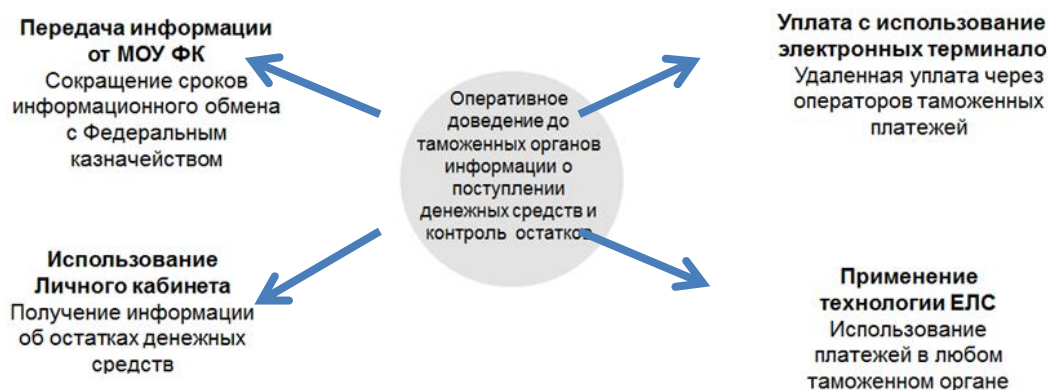 Передача информации
от МОУ ФК
Сокращение сроков
информационного обмена
с Федеральным
казначейством
Уплата с использование
электронных терминало
Удаленная уплата через
операторов таможенных
платежей
Оперативное
доведение до
таможенных органов
информации о
поступлении
денежных средств и
контроль остатков
Использование
Личного кабинета
Получение информации
об остатках денежных
средств
Применение
технологии ЕЛС
Использование
платежей в любом
таможенном органе